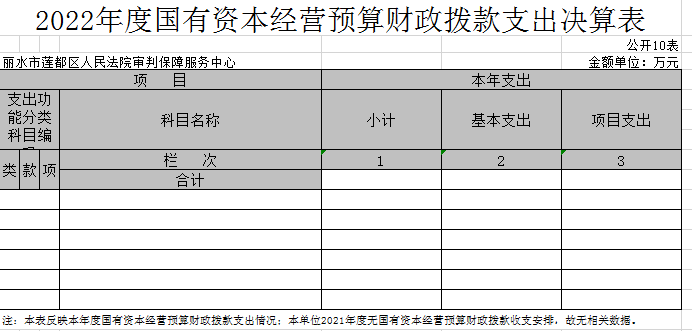 2022年度国有资本经营预算财政拨款支出决算表
公开10表
丽水市莲都区人民法院审判保障服务中心 金额单位：万元
项 目 本年支出
支出功
能分类
科目编
科目名称 小计 基本支出 项目支出
类 款 项 栏 次 1 2 3
合计
注：本表反映本年度国有资本经营预算财政拨款支出情况；本单位2021年度无国有资本经营预算财政拨款收支安排，故无相关数据。